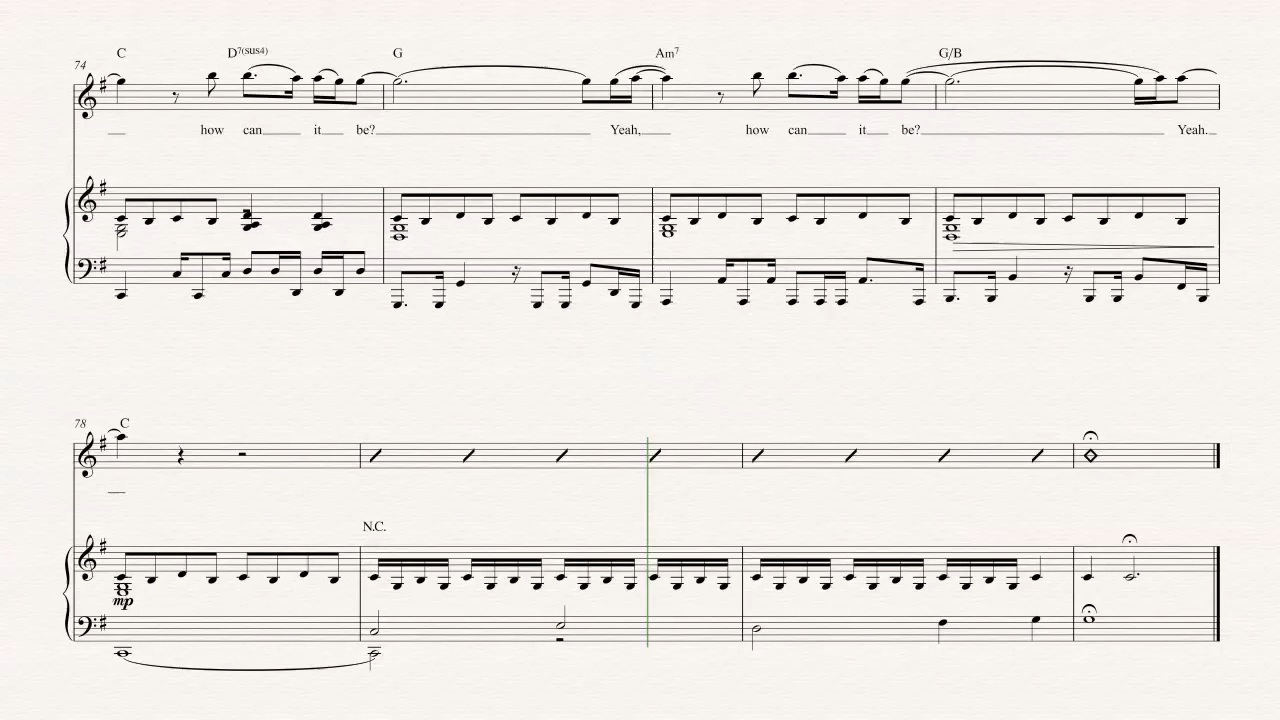 C D7(sus4) G Am7 G/B
74
how can it be? Yeah, how can it be? Yeah.
78 C
N.C.
mp